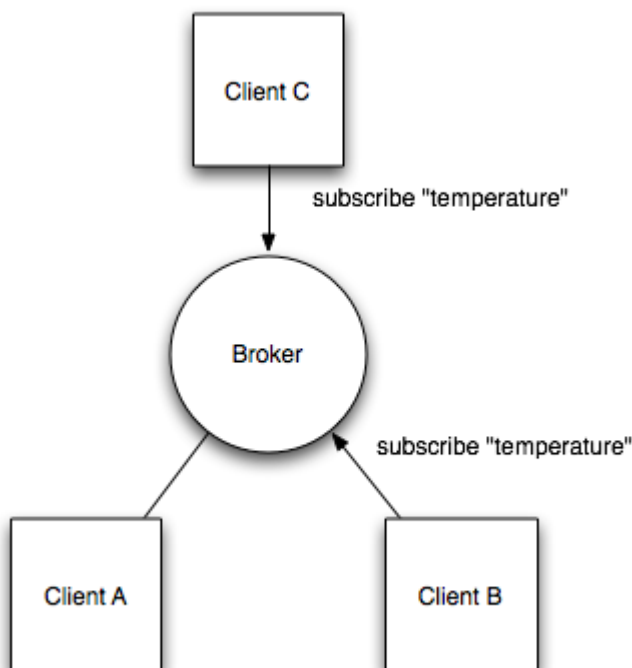 Client C
subscribe "temperature"
Broker
subscribe "temperature"
Client A
Client B